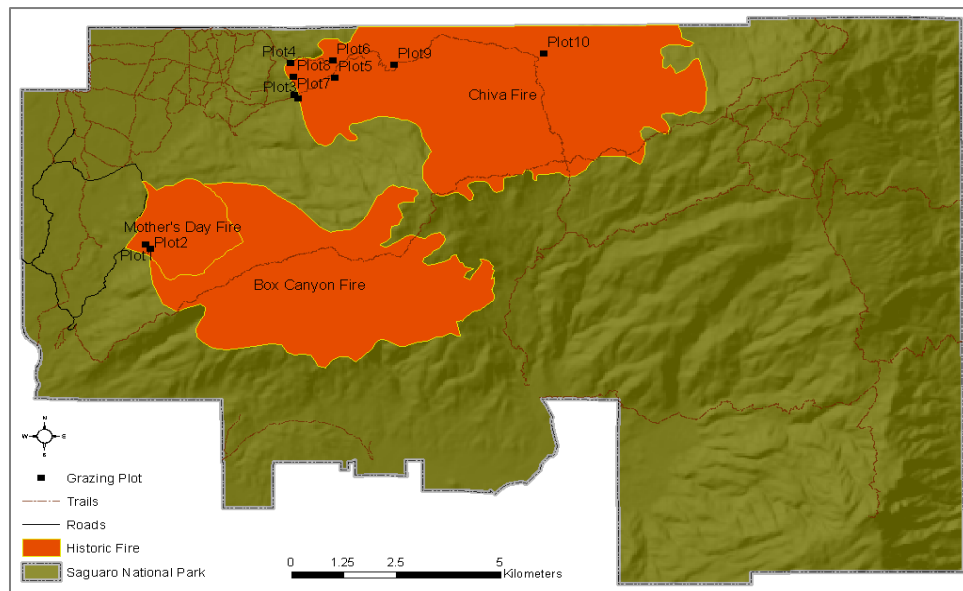 Plot4
Plot6
Plot9
Plot10
Plot8
Plot5
Plot3
Plot7
Chiva Fire
Mother's Day Fire
Plot2
Plot1
Box Canyon Fire
N
W
E
S
Grazing Plot
Trails
Roads
Historic Fire
Saguaro National Park
0 1.25 2.5 5
Kilometers